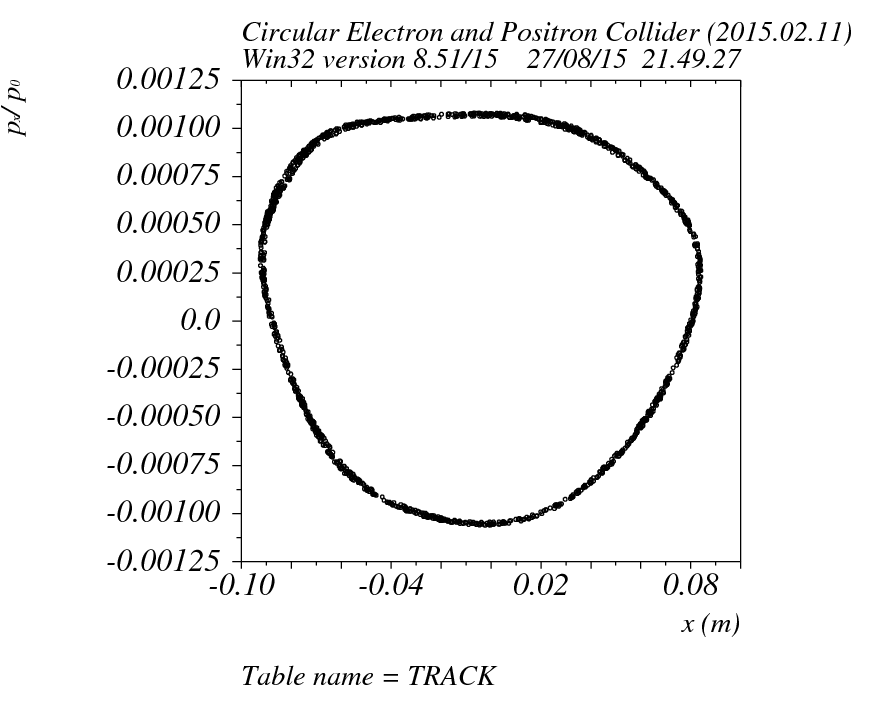 Circular Electron and Positron Collider (2015.02.11)
Win32 version 8.51/15 27/08/15 21.49.27
px/ p0
0.00125
0.00100
0.00075
0.00050
0.00025
0.0
-0.00025
-0.00050
-0.00075
-0.00100
-0.00125
-0.10 -0.04 0.02 0.08
x (m)
Table name = TRACK